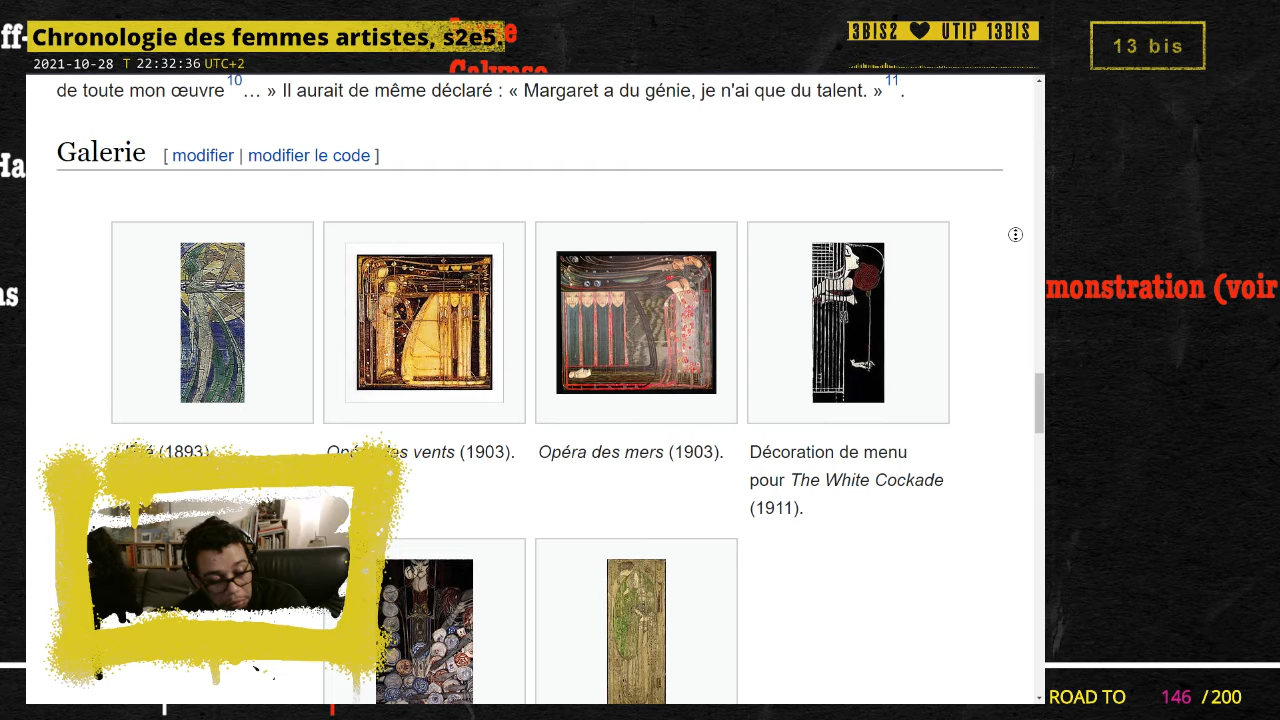 Chronologie des femmes artistes, s2e5.
3BIS2 ♥ UTIP 13BIS
13 bis
2021-10-28 T 22:32:36 UTC+2
de toute mon œuvre10… » Il aurait de même déclaré : « Margaret a du génie, je n'ai que du talent. »11.
Galerie [ modifier | modifier le code ]
monstration (voir
(1893).
Opéra des vents (1903).
Opéra des mers (1903).
Décoration de menu
pour The White Cockade
(1911).
ROAD TO 146 / 200